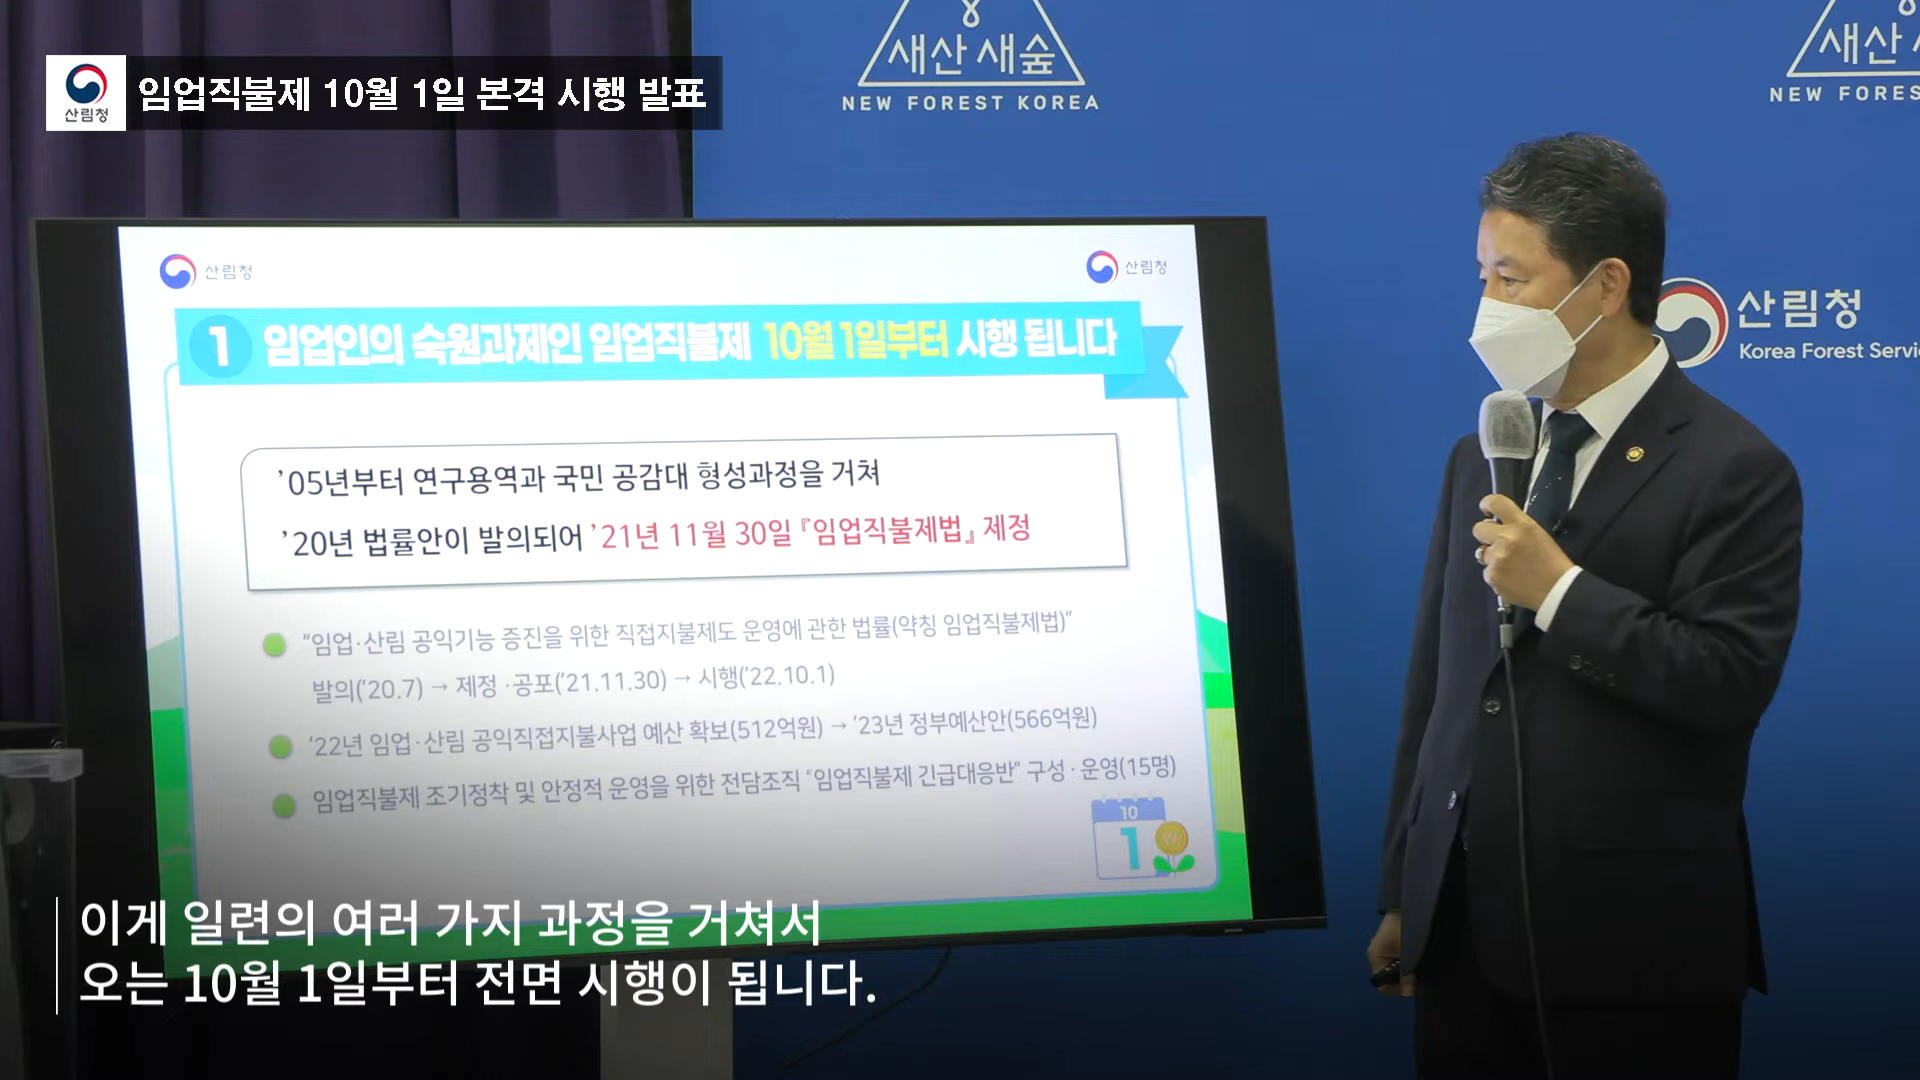 산림청
임업직불제 10월 1일 본격 시행 발표
새산 새숲
NEW FOREST KOREA
새산
NEW FORES
산림청
Korea Forest Servi
산림청
산림청
1 임업인의 숙원과제인 임업직불제 10월 1일부터 시행 됩니다
’05년부터 연구용역과 국민 공감대 형성과정을 거쳐
’20년 법률안이 발의되어 ’21년 11월 30일 『임업직불제법』 제정
“임업·산림 공익기능 증진을 위한 직접지불제도 운영에 관한 법률(약칭 임업직불제법)”
발의(’20.7) → 제정·공포(’21.11.30) → 시행(’22.10.1)
‘22년 임업·산림 공익직접지불사업 예산 확보(512억원) → ‘23년 정부예산안(566억원)
임업직불제 조기정착 및 안정적 운영을 위한 전담조직 “임업직불제 긴급대응반” 구성·운영(15명)
10
1
W
이게 일련의 여러 가지 과정을 거쳐서
오는 10월 1일부터 전면 시행이 됩니다.